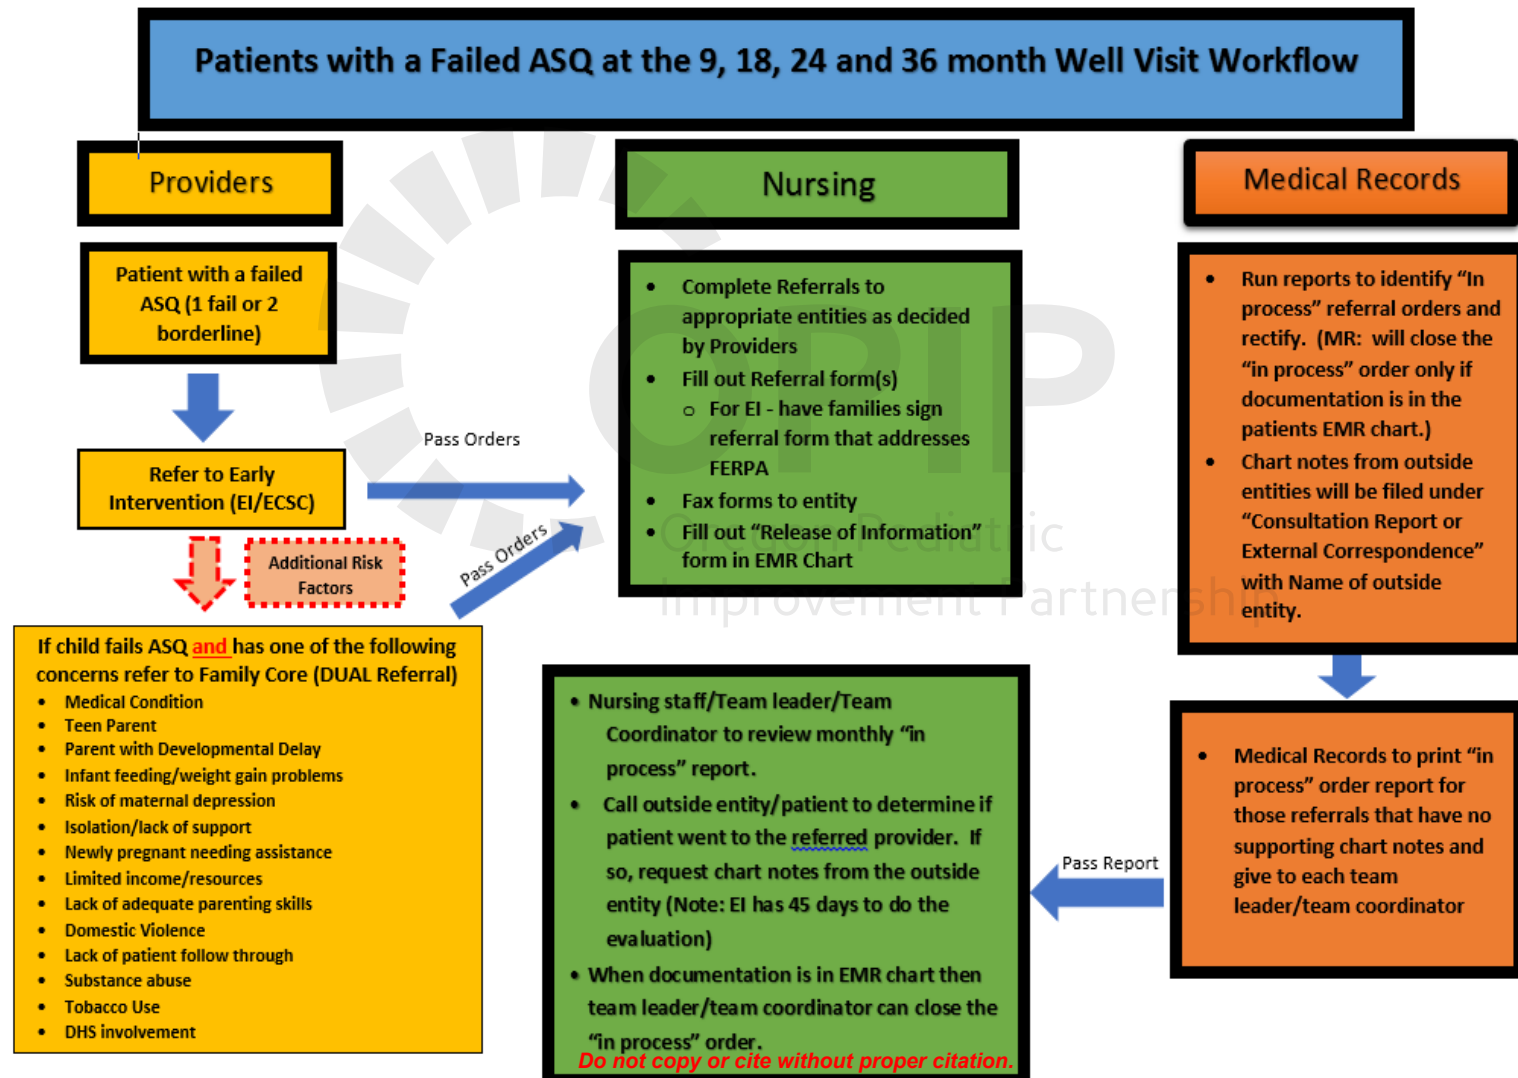 Patients with a Failed ASQ at the 9, 18, 24 and 36 month Well Visit Workflow
Providers
Patient with a failed
ASQ (1 fail or 2
borderline)
Refer to Early
Intervention (EI/ECSC)
Additional Risk
Factors
If child fails ASQ and has one of the following
concerns refer to Family Core (DUAL Referral)
• Medical Condition
• Teen Parent
• Parent with Developmental Delay
• Infant feeding/weight gain problems
• Risk of maternal depression
• Isolation/lack of support
• Newly pregnant needing assistance
• Limited income/resources
• Lack of adequate parenting skills
• Domestic Violence
• Lack of patient follow through
• Substance abuse
• Tobacco Use
• DHS involvement
Pass Orders
Pass Orders
Nursing
• Complete Referrals to
appropriate entities as decided
by Providers
• Fill out Referral form(s)
o For EI - have families sign
referral form that addresses
FERPA
• Fax forms to entity
• Fill out “Release of Information”
form in EMR Chart
• Nursing staff/Team leader/Team
Coordinator to review monthly “in
process” report.
• Call outside entity/patient to determine if
patient went to the referred provider. If
so, request chart notes from the outside
entity (Note: EI has 45 days to do the
evaluation)
• When documentation is in EMR chart then
team leader/team coordinator can close the
“in process” order.
Do not copy or cite without proper citation.
Medical Records
• Run reports to identify “In
process” referral orders and
rectify. (MR: will close the
“in process” order only if
documentation is in the
patients EMR chart.)
• Chart notes from outside
entities will be filed under
“Consultation Report or
External Correspondence”
with Name of outside
entity.
• Medical Records to print “in
process” order report for
those referrals that have no
supporting chart notes and
give to each team
leader/team coordinator
Pass Report
OPIP
Oregon Pediatric
Improvement Partnership